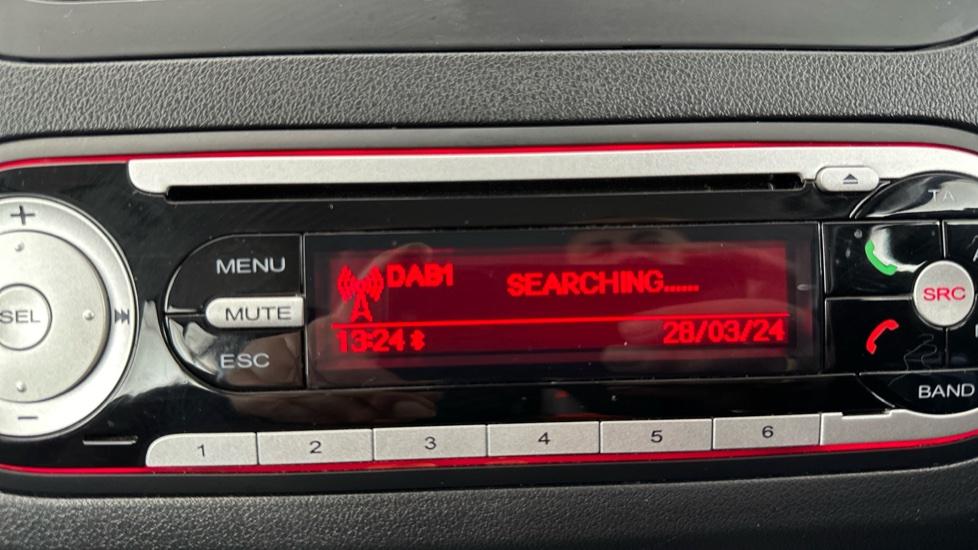 TA
MENU
DAB1 SEARCHING......
SRC
SEL
MUTE
13:24 28/03/24
ESC
BAND
1 2 3 4 5 6